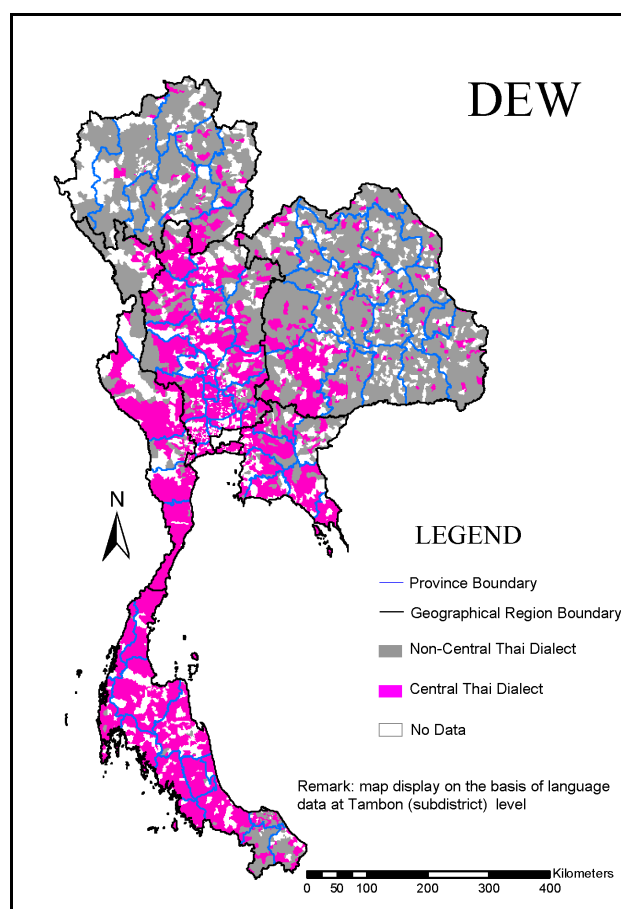 DEW
N
LEGEND
Province Boundary
Geographical Region Boundary
Non-Central Thai Dialect
Central Thai Dialect
No Data
Remark: map display on the basis of language
data at Tambon (subdistrict) level
Kilometers
0 50 100 200 300 400